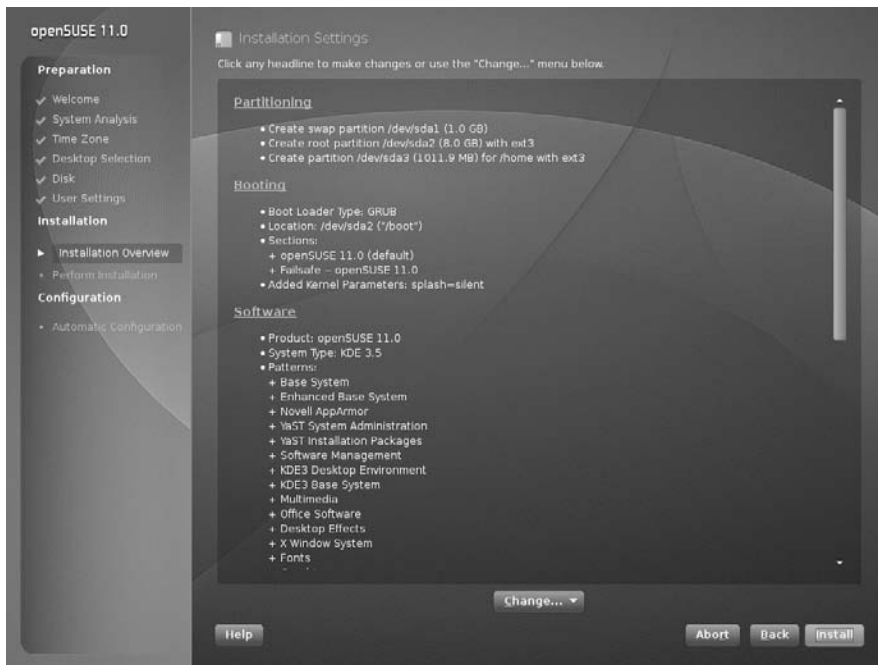 openSUSE 11.0
Preparation
Welcome
System Analysis
Time Zone
Desktop Selection
Disk
User Settings
Installation
Installation Overview
Perform Installation
Configuration
Automatic Configuration
Installation Settings
Click any headline to make changes or use the "Change..." menu below.
Partitioning
• Create swap partition /dev/sda1 (1.0 GB)
• Create root partition /dev/sda2 (8.0 GB) with ext3
• Create partition /dev/sda3 (1011.9 MB) for /home with ext3
Booting
• Boot Loader Type: GRUB
• Location: /dev/sda2 ("/boot")
• Sections:
+ openSUSE 11.0 (default)
+ Failsafe -- openSUSE 11.0
• Added Kernel Parameters: splash=silent
Software
• Product: openSUSE 11.0
• System Type: KDE 3.5
• Patterns:
+ Base System
+ Enhanced Base System
+ Novell AppArmor
+ YaST System Administration
+ YaST Installation Packages
+ Software Management
+ KDE3 Desktop Environment
+ KDE3 Base System
+ Multimedia
+ Office Software
+ Desktop Effects
+ X Window System
+ Fonts
Change...
Help
Abort
Back
Install